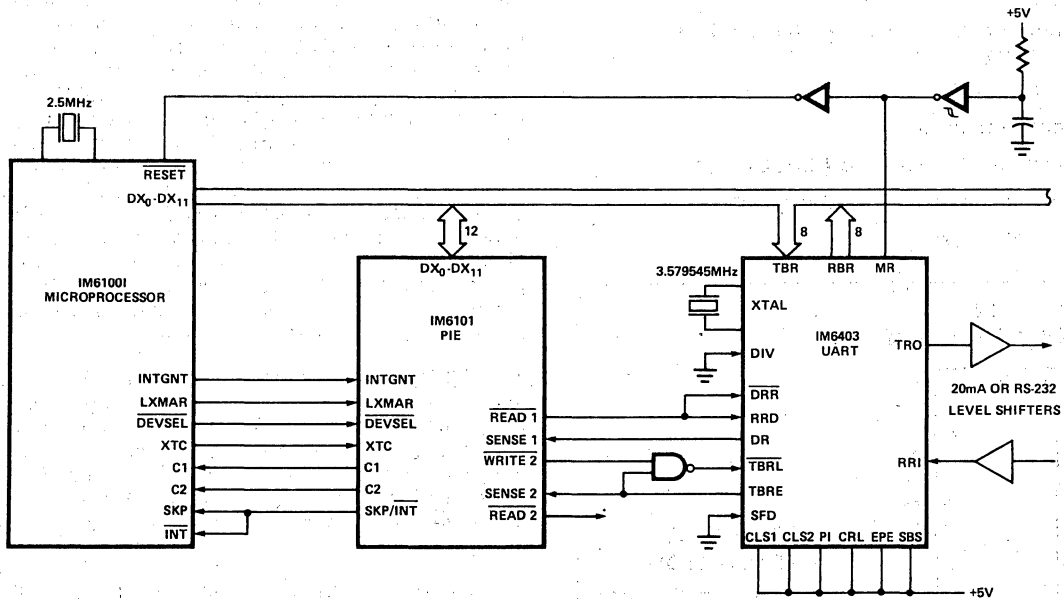 +5V
2.5MHz
RESET
DX0-DX11
12
8
8
IM6100I
MICROPROCESSOR
DX0-DX11
IM6101
PIE
3.579545MHz
TBR
RBR
MR
XTAL
IM6403
UART
TRO
DIV
20mA OR RS-232
LEVEL SHIFTERS
INTGNT
LXMAR
DEVSEL
XTC
C1
C2
SKP
INT
INTGNT
LXMAR
DEVSEL
XTC
C1
C2
SKP/INT
READ 1
SENSE 1
WRITE 2
SENSE 2
READ 2
DRR
RRD
DR
TBRL
TBRE
SFD
RRI
CLS1
CLS2
PI
CRL
EPE
SBS
+5V